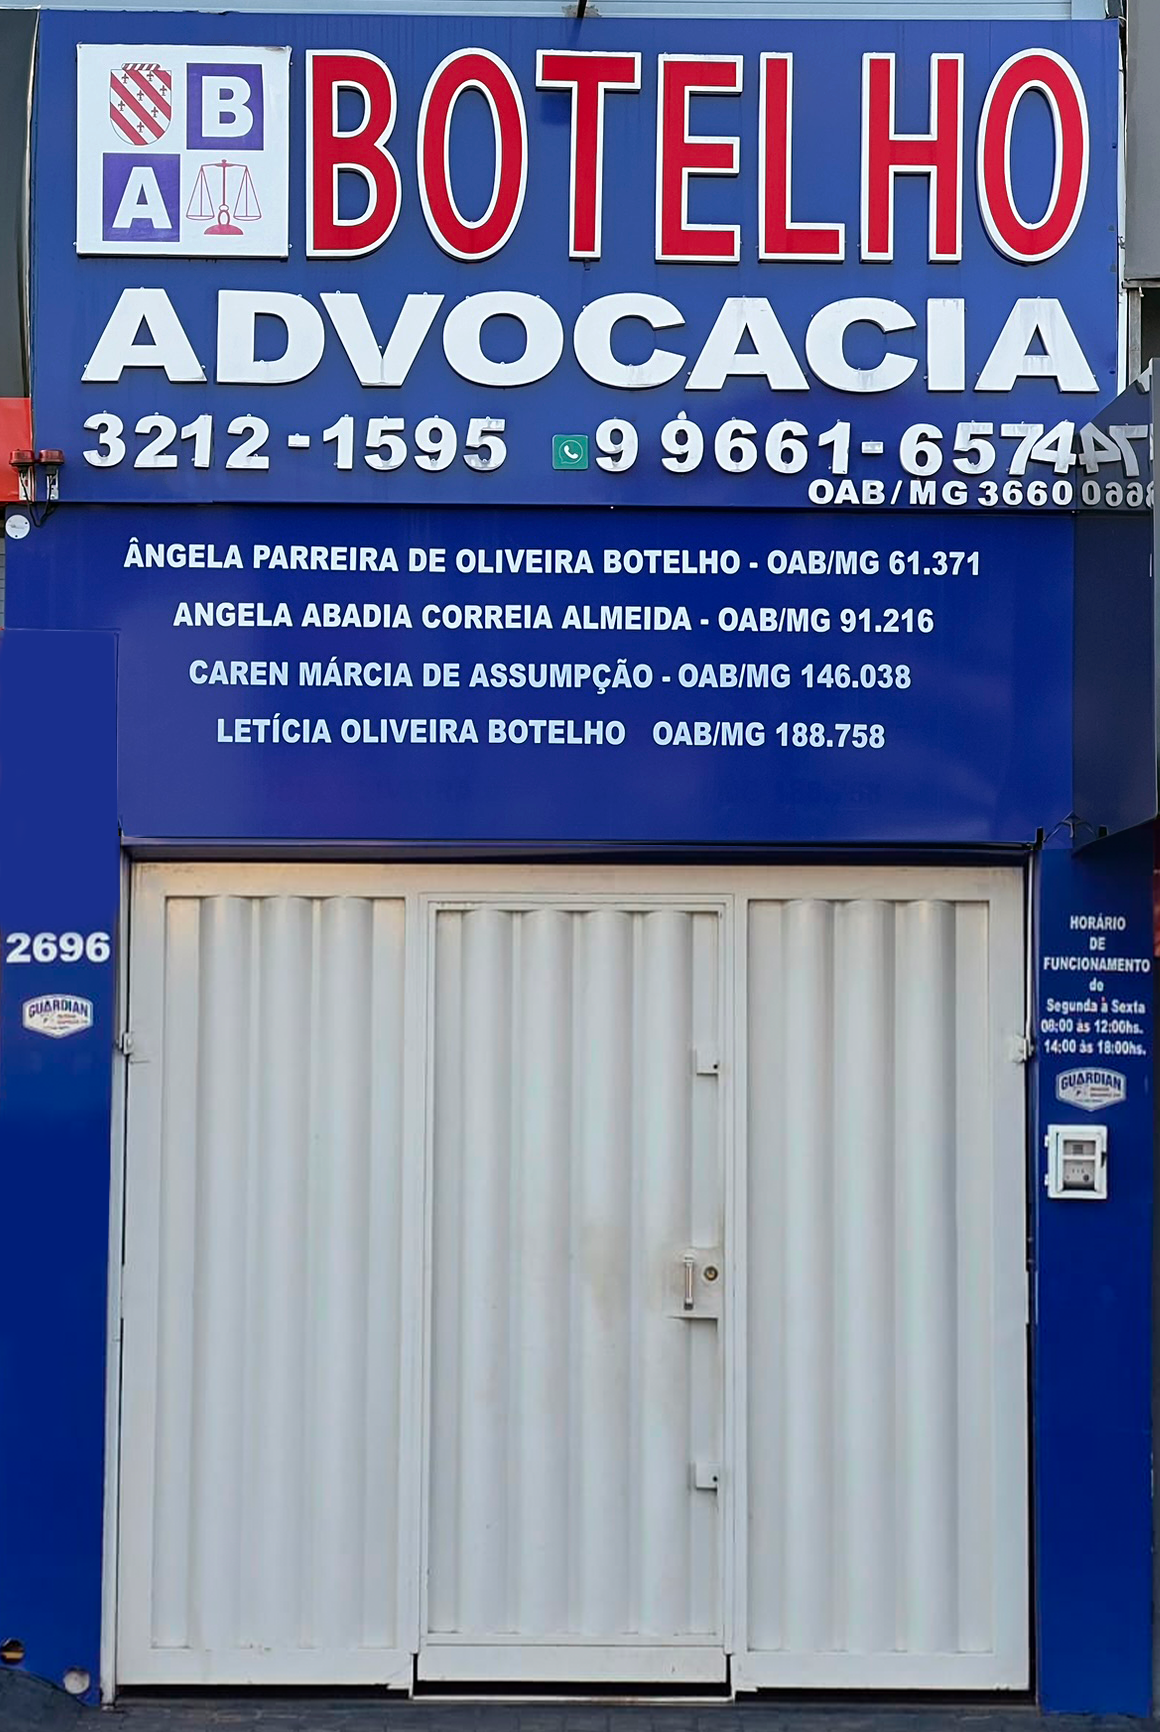 B
A
BOTELHO
ADVOCACIA
3212-1595 9 9661-6574
OAB/MG 3660
ÂNGELA PARREIRA DE OLIVEIRA BOTELHO - OAB/MG 61.371
ANGELA ABADIA CORREIA ALMEIDA - OAB/MG 91.216
CAREN MÁRCIA DE ASSUMPÇÃO - OAB/MG 146.038
LETÍCIA OLIVEIRA BOTELHO OAB/MG 188.758
2696
GUARDIAN
HORÁRIO
DE
FUNCIONAMENTO
de
Segunda à Sexta
08:00 às 12:00hs.
14:00 às 18:00hs.
GUARDIAN